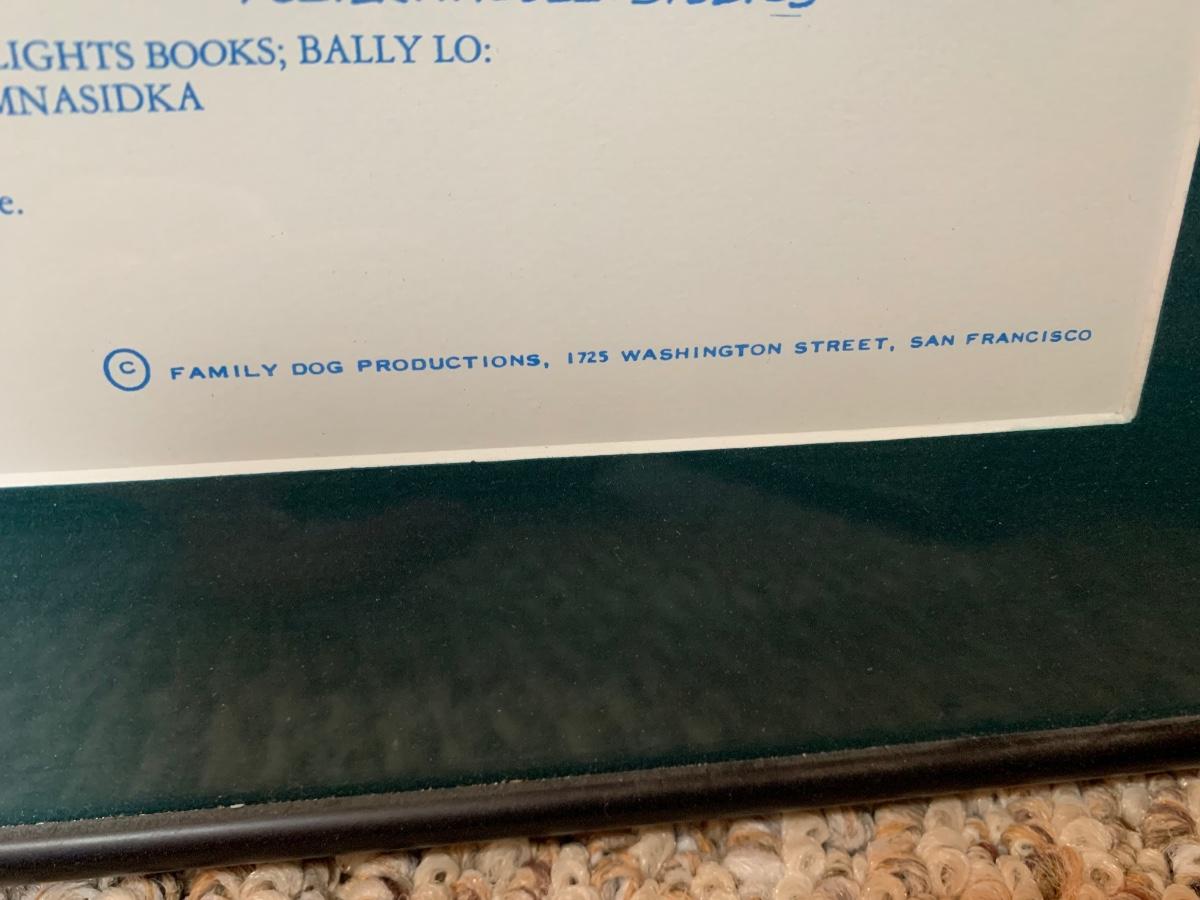 LIGHTS BOOKS; BALLY LO:
MNASIDKA
e.
© FAMILY DOG PRODUCTIONS, 1725 WASHINGTON STREET, SAN FRANCISCO